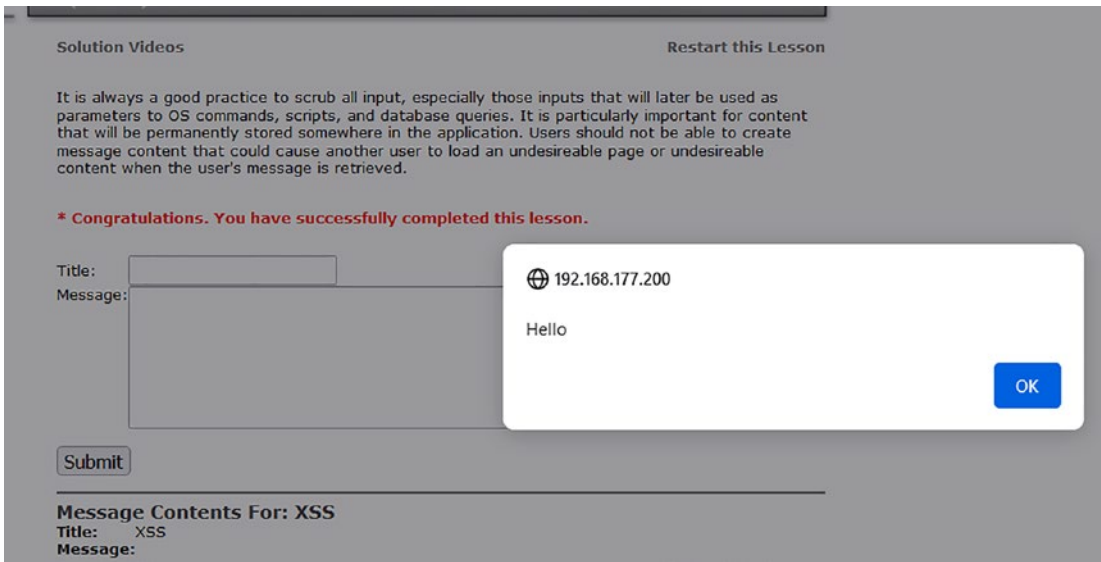 Solution Videos
Restart this Lesson
It is always a good practice to scrub all input, especially those inputs that will later be used as
parameters to OS commands, scripts, and database queries. It is particularly important for content
that will be permanently stored somewhere in the application. Users should not be able to create
message content that could cause another user to load an undesireable page or undesireable
content when the user's message is retrieved.
* Congratulations. You have successfully completed this lesson.
Title:
Message:
192.168.177.200
Hello
OK
Submit
Message Contents For: XSS
Title: XSS
Message: